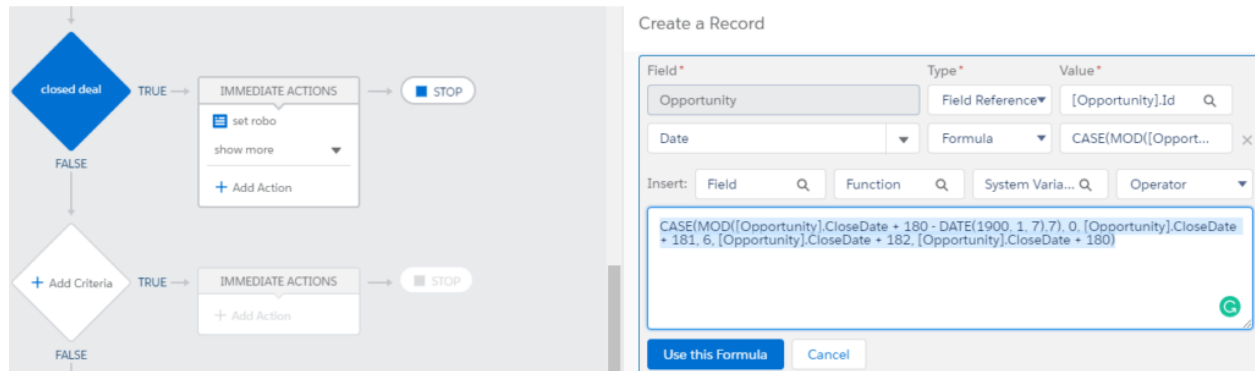 closed deal
TRUE
IMMEDIATE ACTIONS
STOP
set robo
show more
+ Add Action
FALSE
+ Add Criteria
TRUE
IMMEDIATE ACTIONS
STOP
+ Add Action
FALSE
Create a Record
Field* Type* Value*
Opportunity Field Reference [Opportunity].Id
Date Formula CASE(MOD([Opport...
Insert: Field Function System Varia... Operator
CASE(MOD([Opportunity].CloseDate + 180 - DATE(1900, 1, 7),7), 0, [Opportunity].CloseDate
+ 181, 6, [Opportunity].CloseDate + 182, [Opportunity].CloseDate + 180)
Use this Formula Cancel